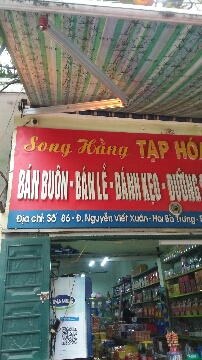 Song Hằng TẠP HÓA
BÁN BUÔN - BÁN LẺ - BÁNH KẸO - ĐƯỜNG
Địa chỉ: Số 86 - Đ. Nguyễn Viết Xuân - Hai Bà Trưng -